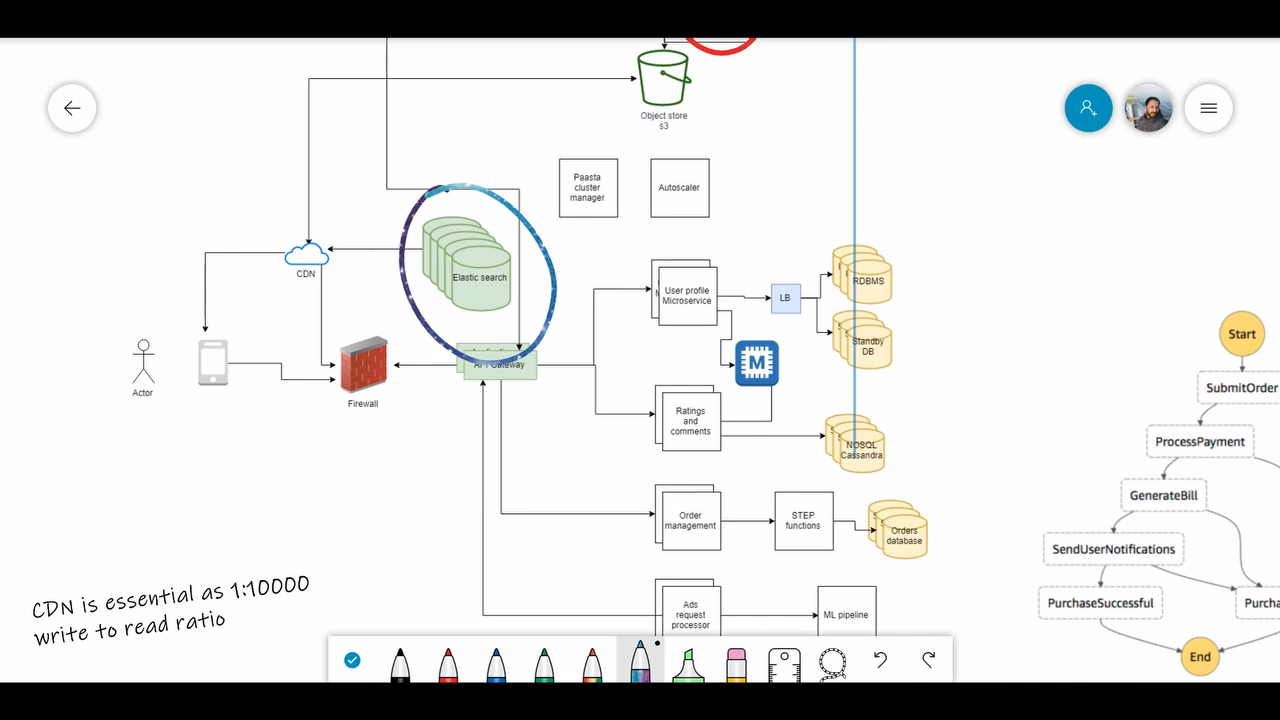 Object store
s3
Paasta
cluster
manager
Autoscaler
Elastic search
CDN
User profile
Microservice
LB
RDBMS
Standby
DB
M
API Gateway
Actor
Firewall
Ratings
and
comments
NOSQL
Cassandra
Order
management
STEP
functions
Orders
database
Ads
request
processor
ML pipeline
CDN is essential as 1:10000
write to read ratio
Start
SubmitOrder
ProcessPayment
GenerateBill
SendUserNotifications
PurchaseSuccessful
End